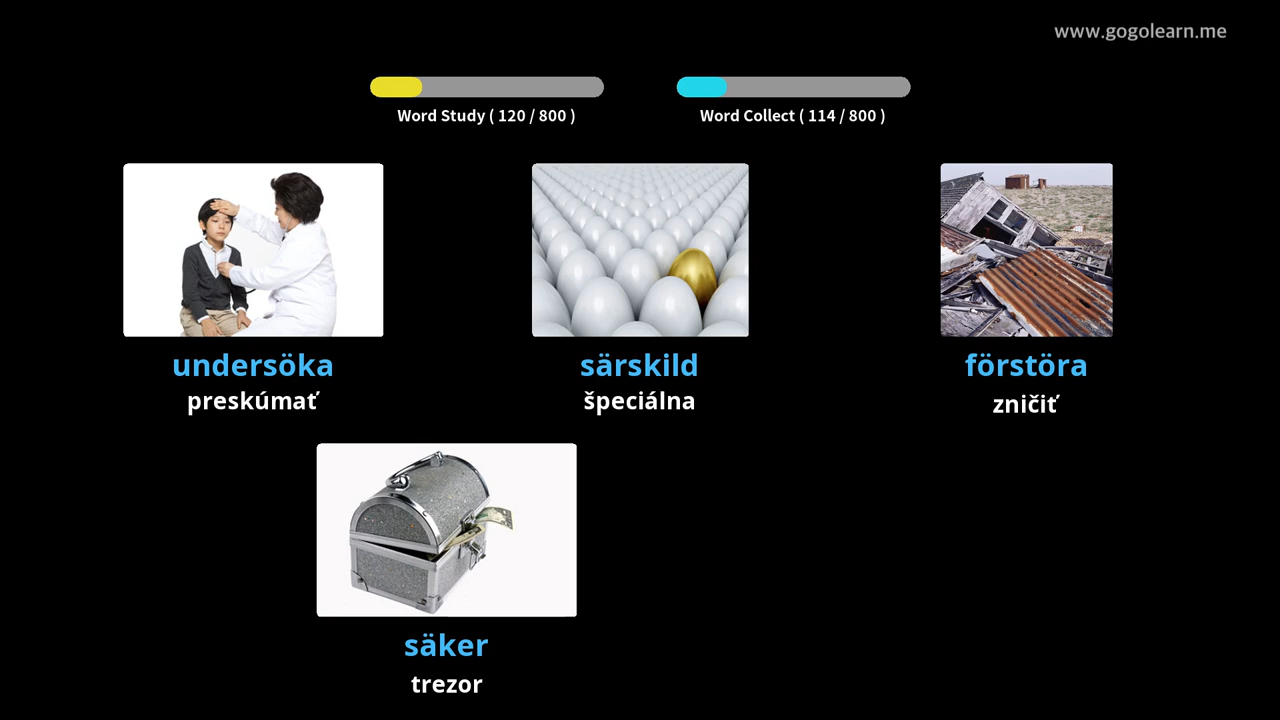 www.gogolearn.me
Word Study ( 120 / 800 )
Word Collect ( 114 / 800 )
undersöka
preskúmať
särskild
špeciálna
förstöra
zničiť
säker
trezor